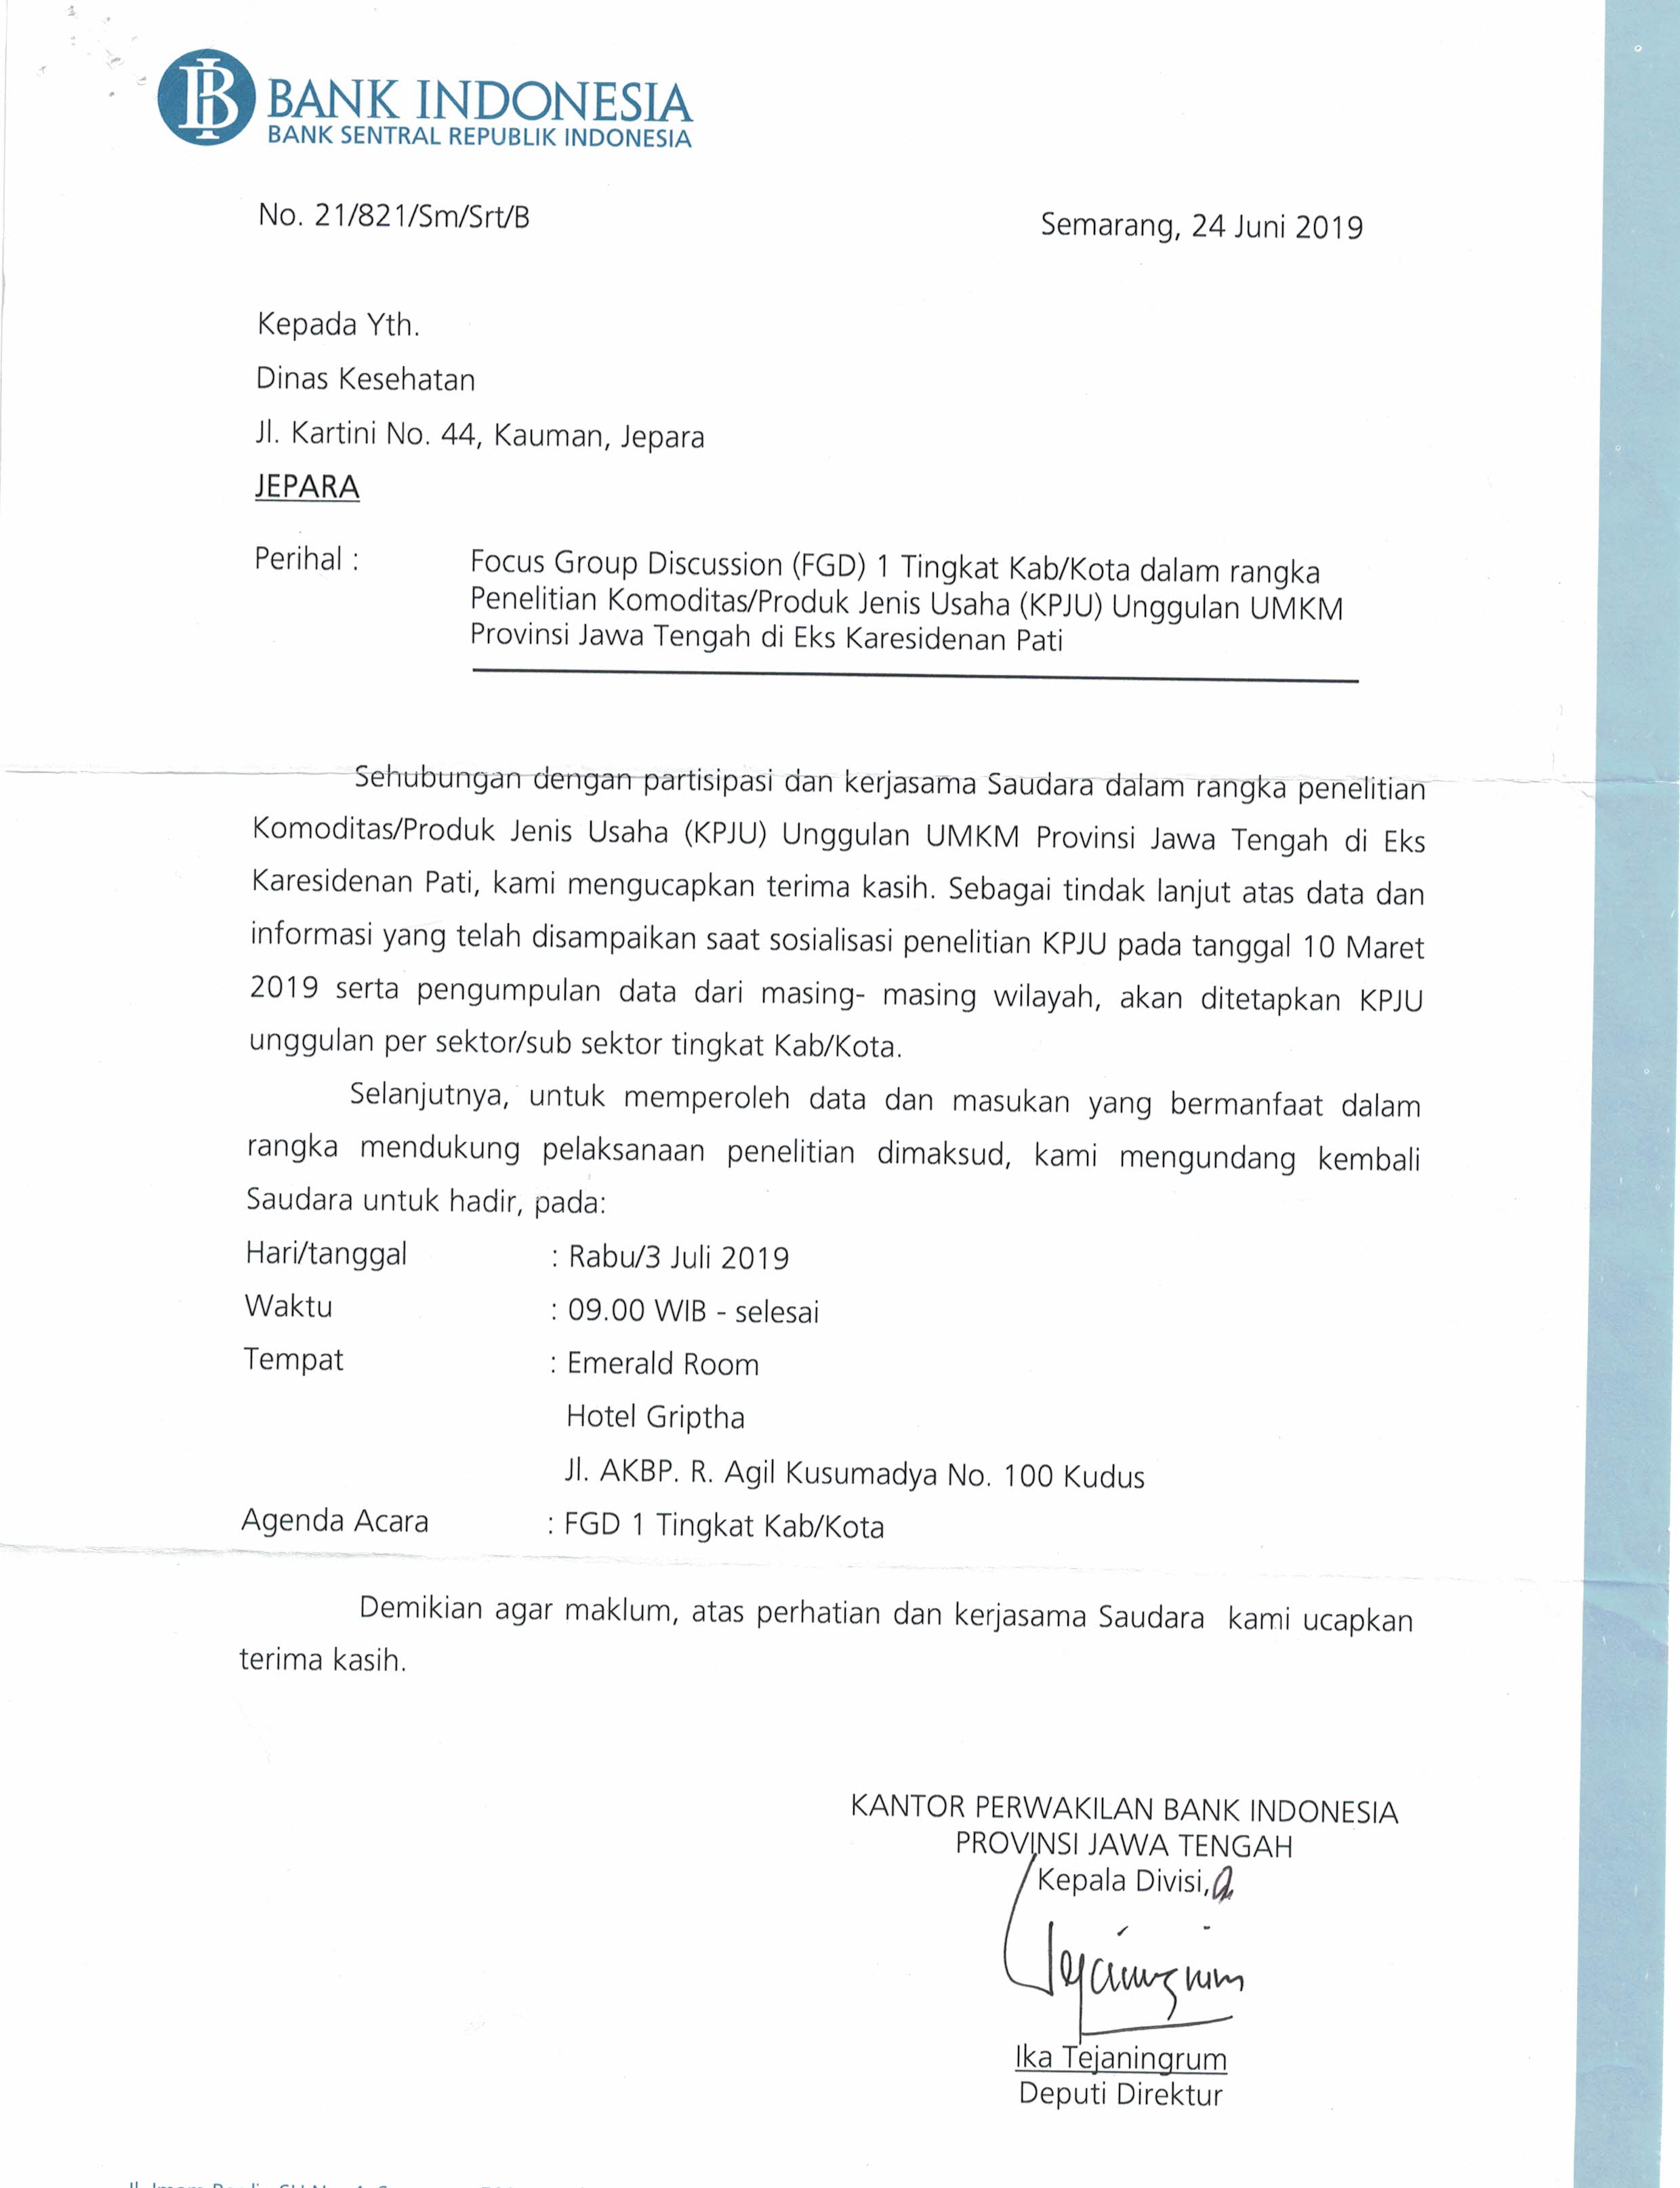 BANK INDONESIA
BANK SENTRAL REPUBLIK INDONESIA
No. 21/821/Sm/Srt/B
Semarang, 24 Juni 2019
Kepada Yth.
Dinas Kesehatan
Jl. Kartini No. 44, Kauman, Jepara
JEPARA
Perihal : Focus Group Discussion (FGD) 1 Tingkat Kab/Kota dalam rangka
Penelitian Komoditas/Produk Jenis Usaha (KPJU) Unggulan UMKM
Provinsi Jawa Tengah di Eks Karesidenan Pati
Sehubungan dengan partisipasi dan kerjasama Saudara dalam rangka penelitian
Komoditas/Produk Jenis Usaha (KPJU) Unggulan UMKM Provinsi Jawa Tengah di Eks
Karesidenan Pati, kami mengucapkan terima kasih. Sebagai tindak lanjut atas data dan
informasi yang telah disampaikan saat sosialisasi penelitian KPJU pada tanggal 10 Maret
2019 serta pengumpulan data dari masing- masing wilayah, akan ditetapkan KPJU
unggulan per sektor/sub sektor tingkat Kab/Kota.
Selanjutnya, untuk memperoleh data dan masukan yang bermanfaat dalam
rangka mendukung pelaksanaan penelitian dimaksud, kami mengundang kembali
Saudara untuk hadir, pada:
Hari/tanggal : Rabu/3 Juli 2019
Waktu : 09.00 WIB - selesai
Tempat : Emerald Room
Hotel Griptha
Jl. AKBP. R. Agil Kusumadya No. 100 Kudus
Agenda Acara : FGD 1 Tingkat Kab/Kota
Demikian agar maklum, atas perhatian dan kerjasama Saudara kami ucapkan
terima kasih.
KANTOR PERWAKILAN BANK INDONESIA
PROVINSI JAWA TENGAH
Kepala Divisi,
Ika Tejaningrum
Deputi Direktur